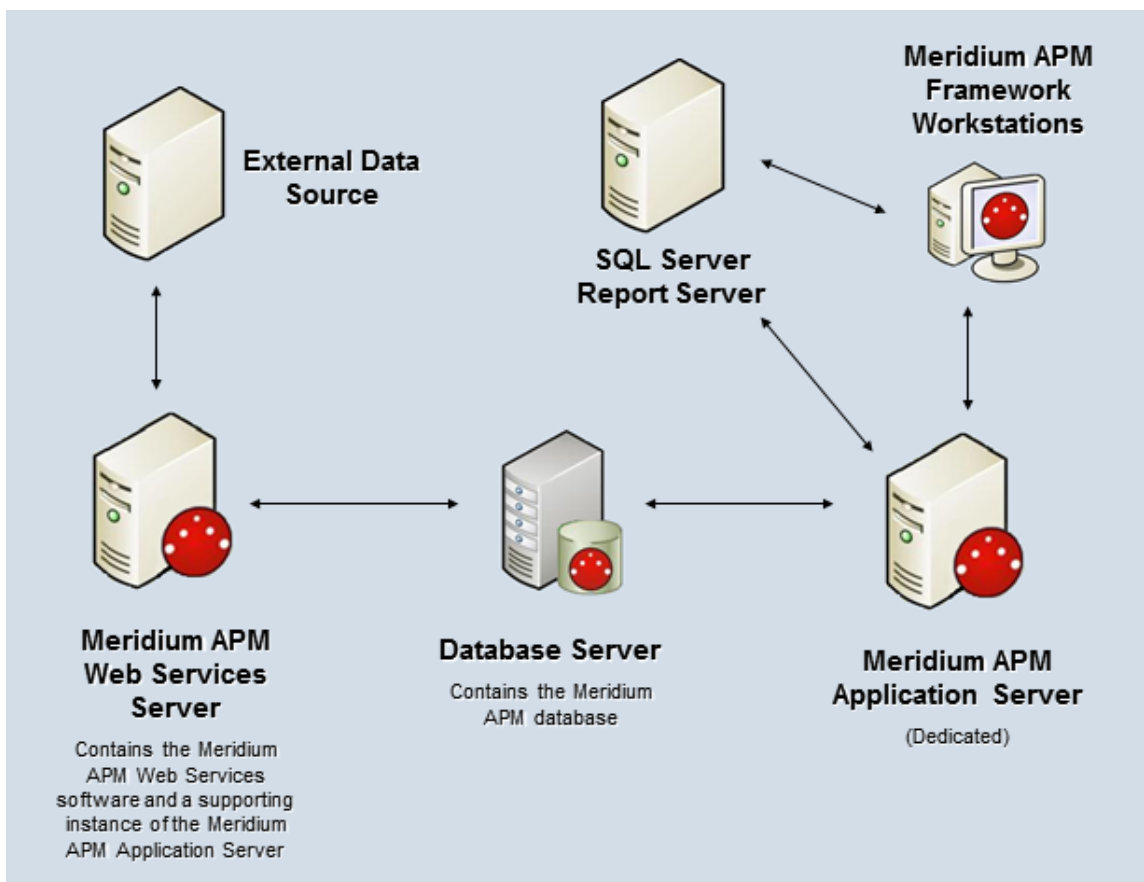 Meridium APM
Framework
Workstations
External Data
Source
SQL Server
Report Server
Meridium APM
Web Services
Server
Contains the Meridium
APM Web Services
software and a supporting
instance of the Meridium
APM Application Server
Database Server
Contains the Meridium
APM database
Meridium APM
Application Server
(Dedicated)